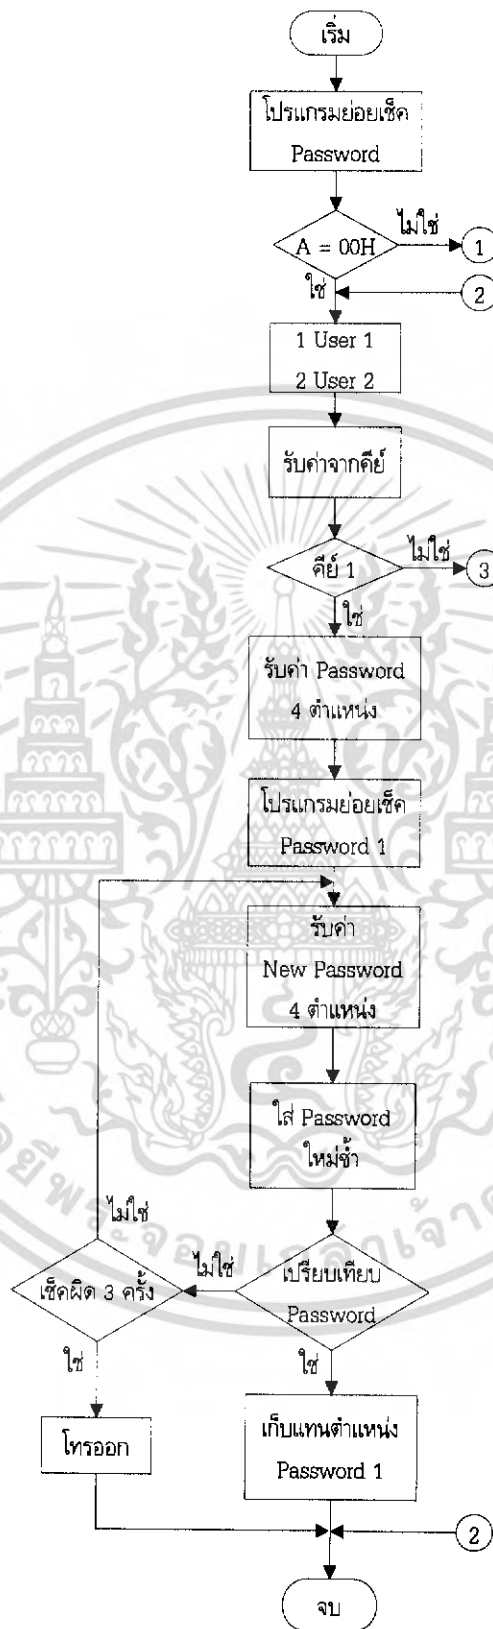 เริ่ม
โปรแกรมย่อยเช็ค
Password
A = 00H
ไม่ใช่
1
ใช่
2
1 User 1
2 User 2
รับค่าจากคีย์
คีย์ 1
ไม่ใช่
3
ใช่
รับค่า Password
4 ตำแหน่ง
โปรแกรมย่อยเช็ค
Password 1
รับค่า
New Password
4 ตำแหน่ง
ใส่ Password
ใหม่ซ้ำ
ไม่ใช่
เช็คผิด 3 ครั้ง
ไม่ใช่
เปรียบเทียบ
Password
ใช่
ใช่
โทรออก
เก็บแทนตำแหน่ง
Password 1
2
จบ